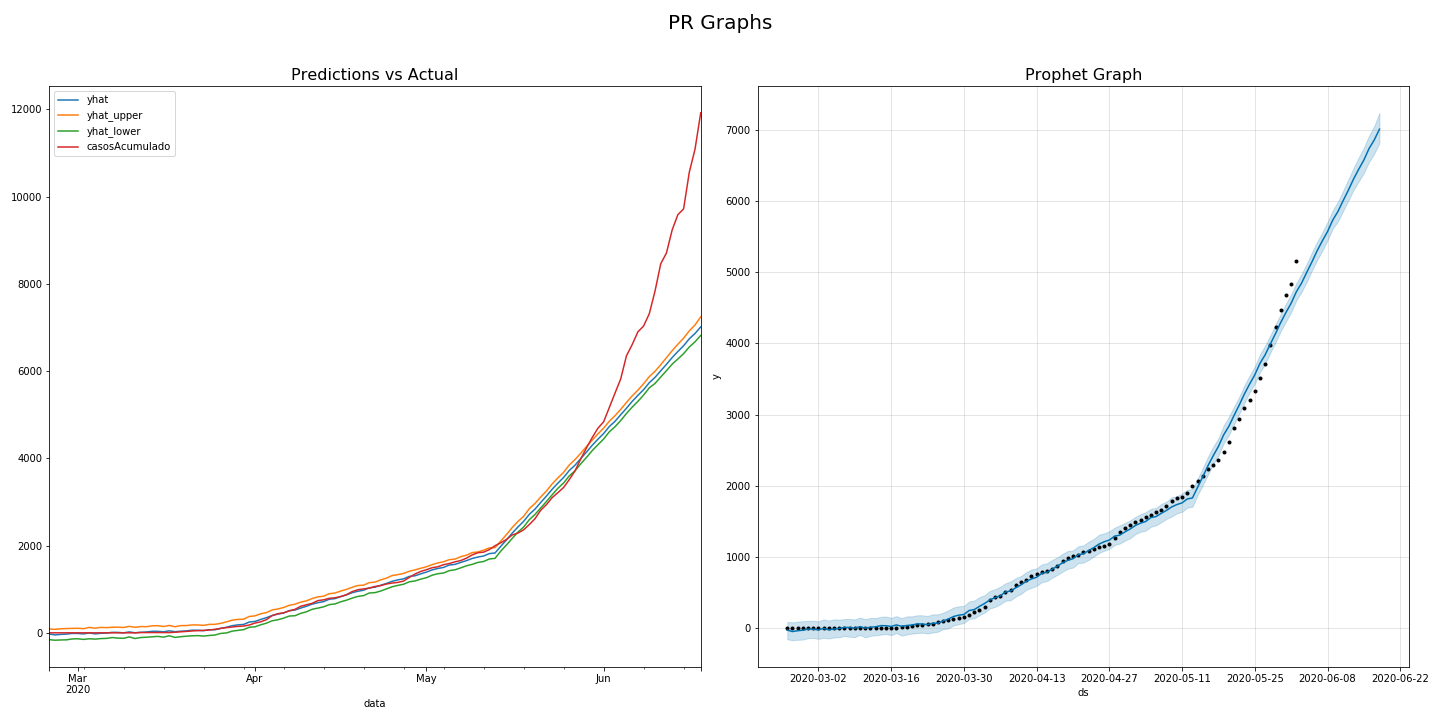 PR Graphs
Predictions vs Actual
yhat
yhat_upper
yhat_lower
casosAcumulado
12000
10000
8000
6000
4000
2000
0
Mar
2020
Apr
May
Jun
data
Prophet Graph
7000
6000
5000
4000
3000
2000
1000
0
y
2020-03-02
2020-03-16
2020-03-30
2020-04-13
2020-04-27
2020-05-11
2020-05-25
2020-06-08
2020-06-22
ds